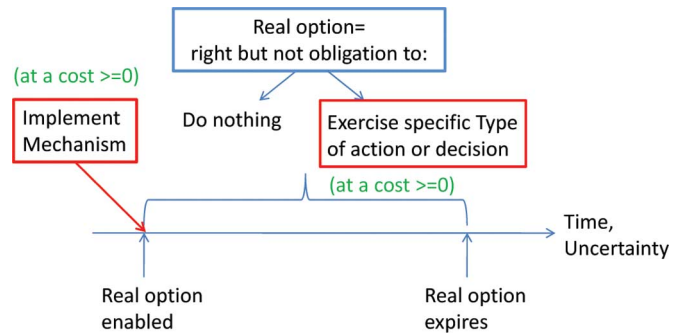 Real option=
right but not obligation to:
(at a cost >=0)
Implement
Mechanism
Do nothing
Exercise specific Type
of action or decision
(at a cost >=0)
Time,
Uncertainty
Real option
enabled
Real option
expires